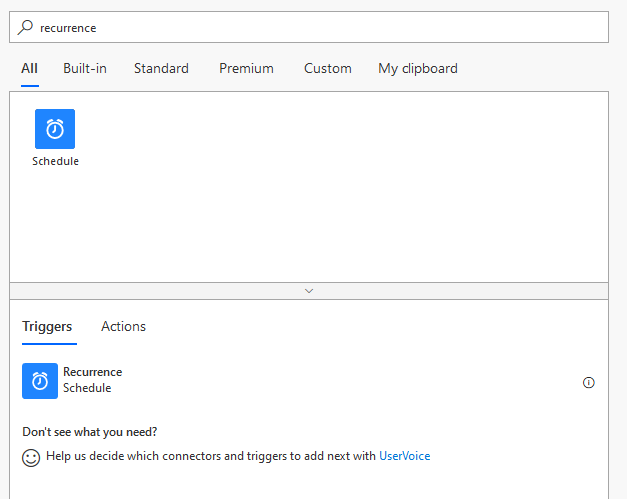 recurrence
All Built-in Standard Premium Custom My clipboard
Schedule
Triggers Actions
Recurrence
Schedule
Don't see what you need?
Help us decide which connectors and triggers to add next with UserVoice